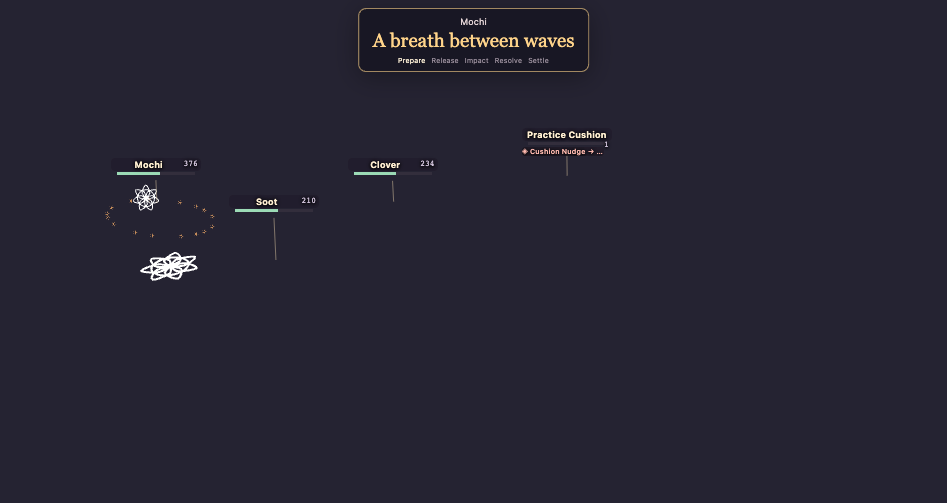 Mochi
A breath between waves
Prepare Release Impact Resolve Settle
Practice Cushion
1
Cushion Nudge → ...
Mochi 376
Clover 234
Soot 210